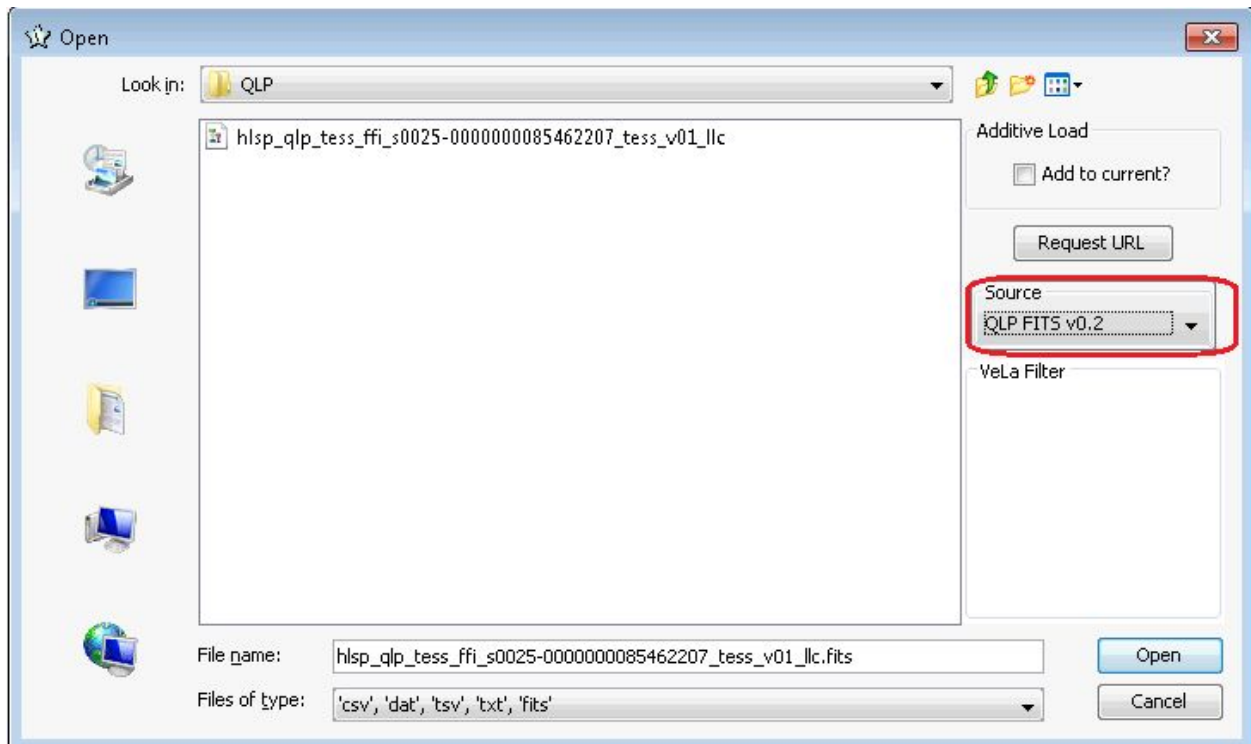 Open
Look in: QLP
hlsp_qlp_tess_ffi_s0025-0000000085462207_tess_v01_llc
Additive Load
Add to current?
Request URL
Source
QLP FITS v0.2
VeLa Filter
File name: hlsp_qlp_tess_ffi_s0025-0000000085462207_tess_v01_llc.fits
Open
Files of type: 'csv', 'dat', 'tsv', 'txt', 'fits'
Cancel